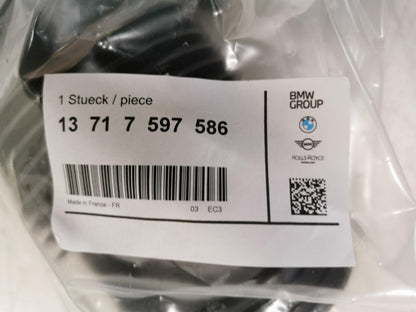 1 Stueck / piece
13 71 7 597 586
Made in France - FR
03 EC3
BMW
GROUP
ROLLS-ROYCE